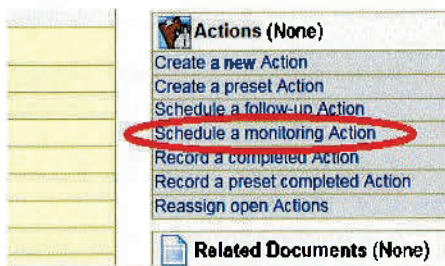 Actions (None)
Create a new Action
Create a preset Action
Schedule a follow-up Action
Schedule a monitoring Action
Record a completed Action
Record a preset completed Action
Reassign open Actions
Related Documents (None)